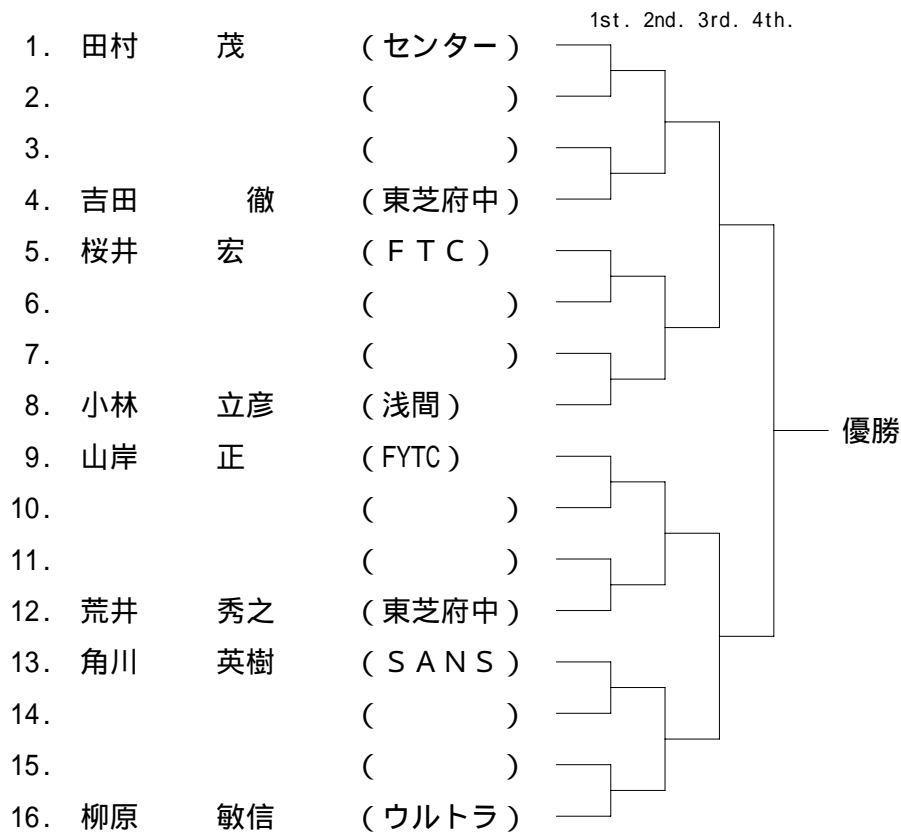 1st. 2nd. 3rd. 4th.
1. 田村 茂 (センター)
2. ( )
3. ( )
4. 吉田 徹 (東芝府中)
5. 桜井 宏 (ＦＴＣ)
6. ( )
7. ( )
8. 小林 立彦 (浅間)
優勝
9. 山岸 正 (FYTC)
10. ( )
11. ( )
12. 荒井 秀之 (東芝府中)
13. 角川 英樹 (ＳＡＮＳ)
14. ( )
15. ( )
16. 柳原 敏信 (ウルトラ)